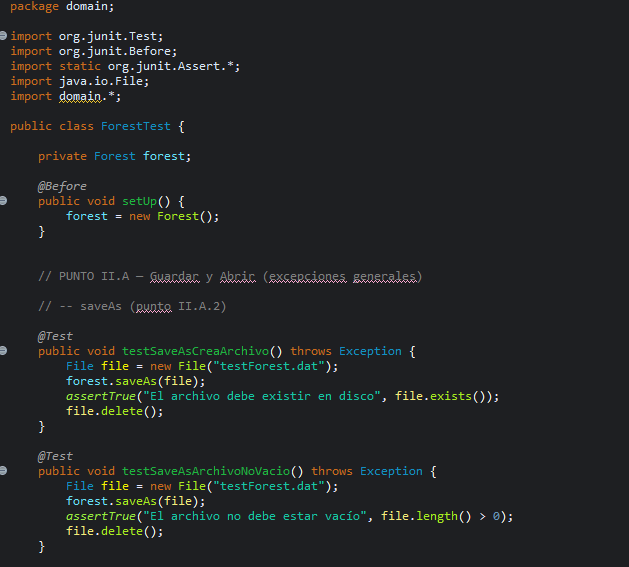 package domain;
import org.junit.Test;
import org.junit.Before;
import static org.junit.Assert.*;
import java.io.File;
import domain.*;
public class ForestTest {
private Forest forest;
@Before
public void setUp() {
forest = new Forest();
}
// PUNTO II.A — Guardar y Abrir (excepciones generales)
// -- saveAs (punto II.A.2)
@Test
public void testSaveAsCreaArchivo() throws Exception {
File file = new File("testForest.dat");
forest.saveAs(file);
assertTrue("El archivo debe existir en disco", file.exists());
file.delete();
}
@Test
public void testSaveAsArchivoNoVacio() throws Exception {
File file = new File("testForest.dat");
forest.saveAs(file);
assertTrue("El archivo no debe estar vacío", file.length() > 0);
file.delete();
}